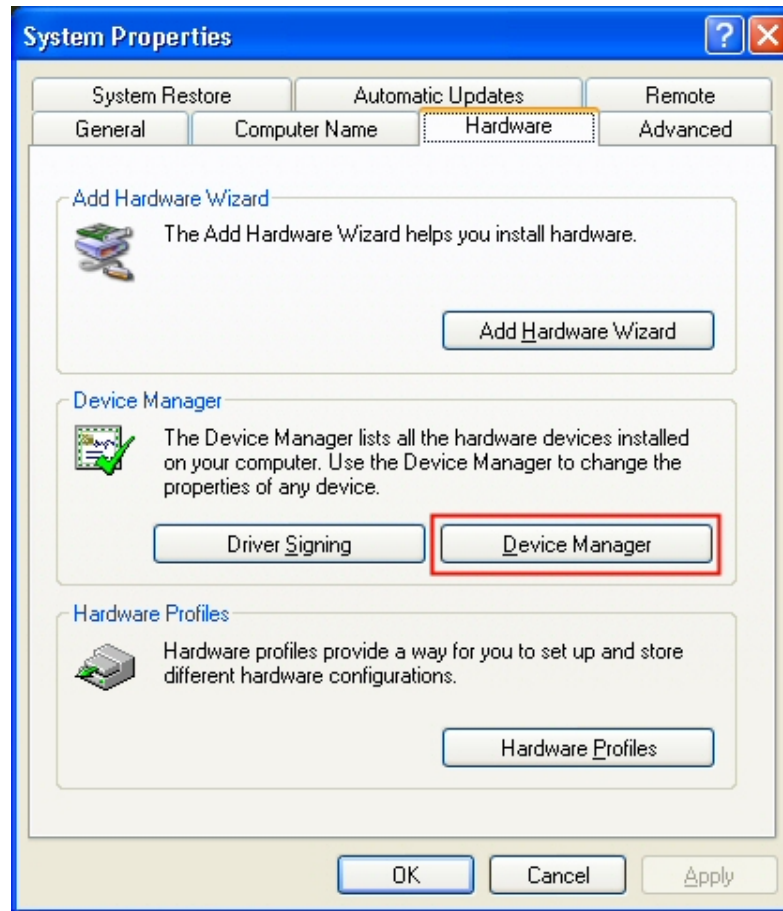 System Properties
System Restore Automatic Updates Remote
General Computer Name Hardware Advanced
Add Hardware Wizard
The Add Hardware Wizard helps you install hardware.
Add Hardware Wizard
Device Manager
The Device Manager lists all the hardware devices installed
on your computer. Use the Device Manager to change the
properties of any device.
Driver Signing Device Manager
Hardware Profiles
Hardware profiles provide a way for you to set up and store
different hardware configurations.
Hardware Profiles
OK Cancel Apply